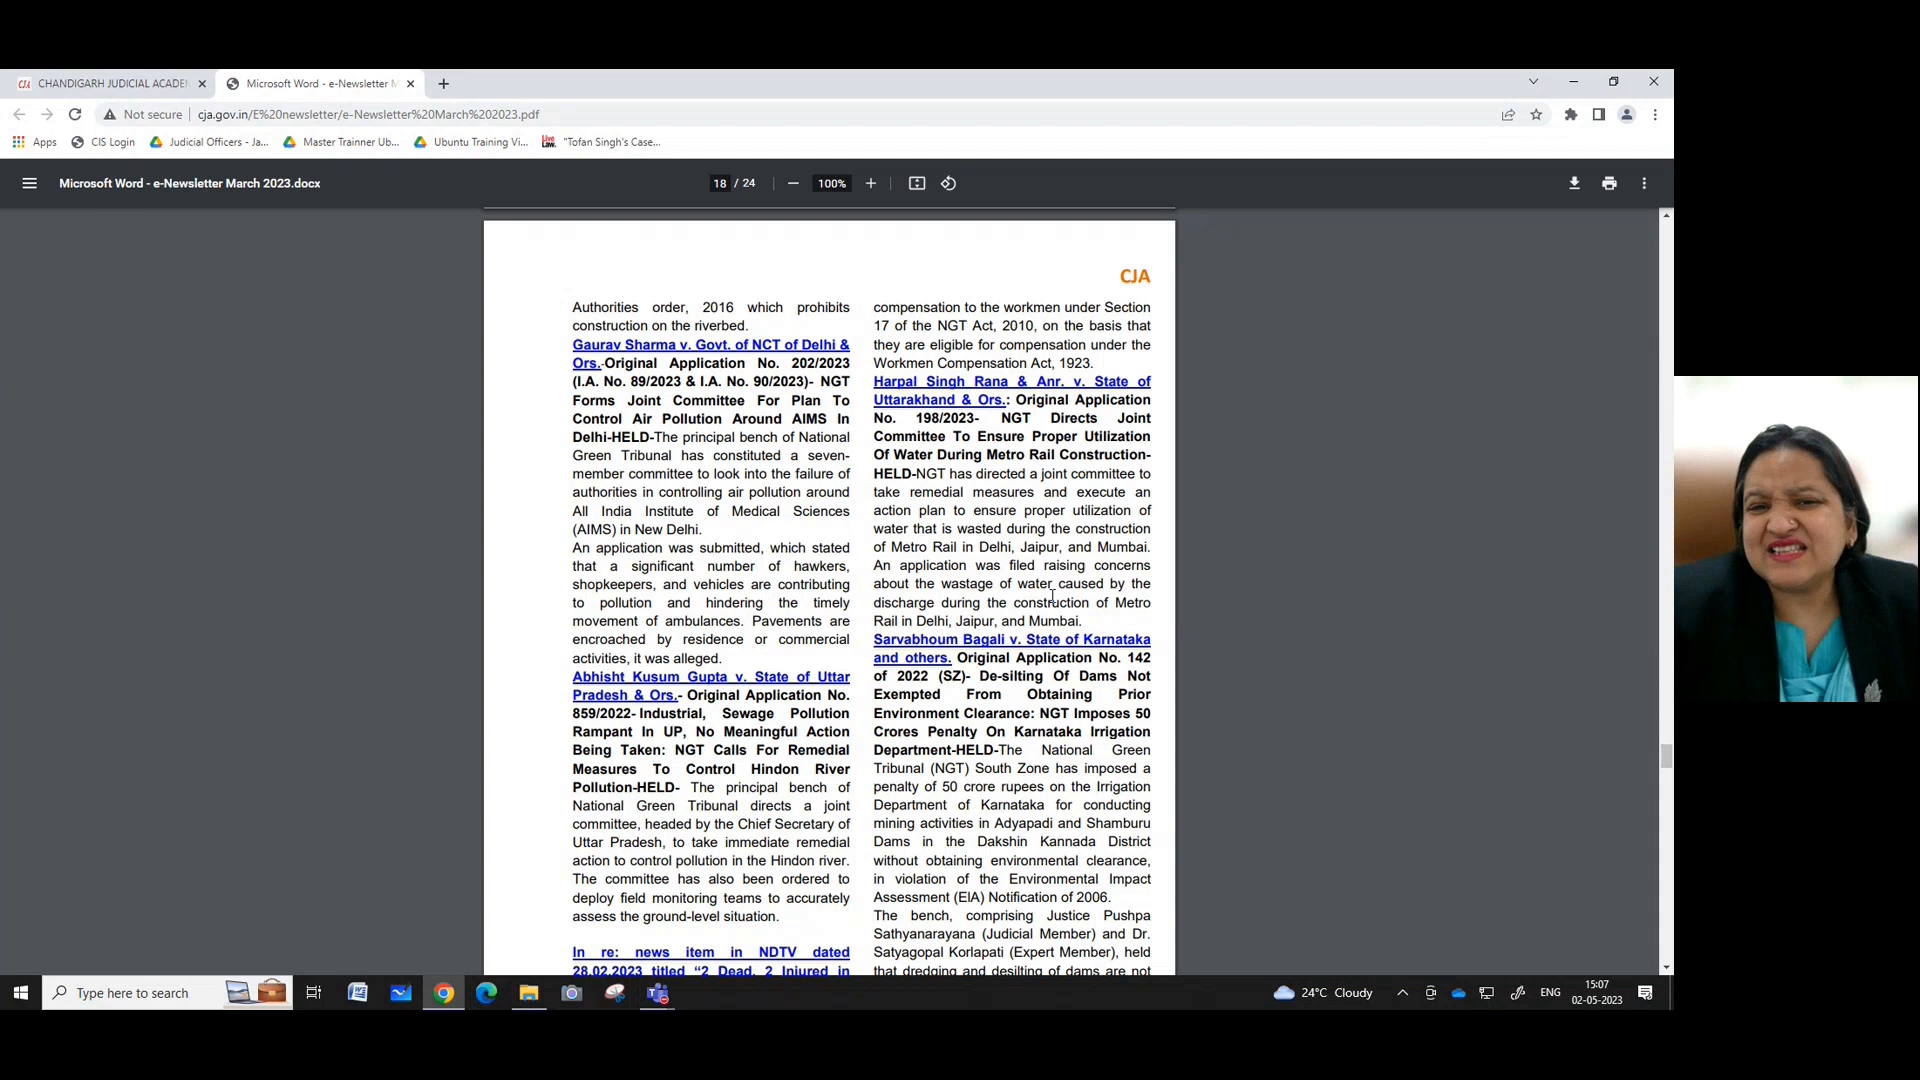 CJA CHANDIGARH JUDICIAL ACADE
Microsoft Word - e-Newsletter M
Not secure cja.gov.in/E%20newsletter/e-Newsletter%20March%202023.pdf
Apps CIS Login Judicial Officers - Ja... Master Trainner Ub... Ubuntu Training Vi... Live Law. "Tofan Singh's Case...
Microsoft Word - e-Newsletter March 2023.docx 18 / 24 100%
CJA
Authorities order, 2016 which prohibits
construction on the riverbed.
Gaurav Sharma v. Govt. of NCT of Delhi &
Ors.-Original Application No. 202/2023
(I.A. No. 89/2023 & I.A. No. 90/2023)- NGT
Forms Joint Committee For Plan To
Control Air Pollution Around AIMS In
Delhi-HELD-The principal bench of National
Green Tribunal has constituted a seven-
member committee to look into the failure of
authorities in controlling air pollution around
All India Institute of Medical Sciences
(AIMS) in New Delhi.
An application was submitted, which stated
that a significant number of hawkers,
shopkeepers, and vehicles are contributing
to pollution and hindering the timely
movement of ambulances. Pavements are
encroached by residence or commercial
activities, it was alleged.
Abhisht Kusum Gupta v. State of Uttar
Pradesh & Ors.- Original Application No.
859/2022- Industrial, Sewage Pollution
Rampant In UP, No Meaningful Action
Being Taken: NGT Calls For Remedial
Measures To Control Hindon River
Pollution-HELD- The principal bench of
National Green Tribunal directs a joint
committee, headed by the Chief Secretary of
Uttar Pradesh, to take immediate remedial
action to control pollution in the Hindon river.
The committee has also been ordered to
deploy field monitoring teams to accurately
assess the ground-level situation.
In re: news item in NDTV dated
28.02.2023 titled "2 Dead, 2 Injured in
compensation to the workmen under Section
17 of the NGT Act, 2010, on the basis that
they are eligible for compensation under the
Workmen Compensation Act, 1923.
Harpal Singh Rana & Anr. v. State of
Uttarakhand & Ors.: Original Application
No. 198/2023- NGT Directs Joint
Committee To Ensure Proper Utilization
Of Water During Metro Rail Construction-
HELD-NGT has directed a joint committee to
take remedial measures and execute an
action plan to ensure proper utilization of
water that is wasted during the construction
of Metro Rail in Delhi, Jaipur, and Mumbai.
An application was filed raising concerns
about the wastage of water caused by the
discharge during the construction of Metro
Rail in Delhi, Jaipur, and Mumbai.
Sarvabhoum Bagali v. State of Karnataka
and others. Original Application No. 142
of 2022 (SZ)- De-silting Of Dams Not
Exempted From Obtaining Prior
Environment Clearance: NGT Imposes 50
Crores Penalty On Karnataka Irrigation
Department-HELD-The National Green
Tribunal (NGT) South Zone has imposed a
penalty of 50 crore rupees on the Irrigation
Department of Karnataka for conducting
mining activities in Adyapadi and Shamburu
Dams in the Dakshin Kannada District
without obtaining environmental clearance,
in violation of the Environmental Impact
Assessment (EIA) Notification of 2006.
The bench, comprising Justice Pushpa
Sathyanarayana (Judicial Member) and Dr.
Satyagopal Korlapati (Expert Member), held
that dredging and desilting of dams are not
Type here to search
24°C Cloudy ENG 15:07
02-05-2023